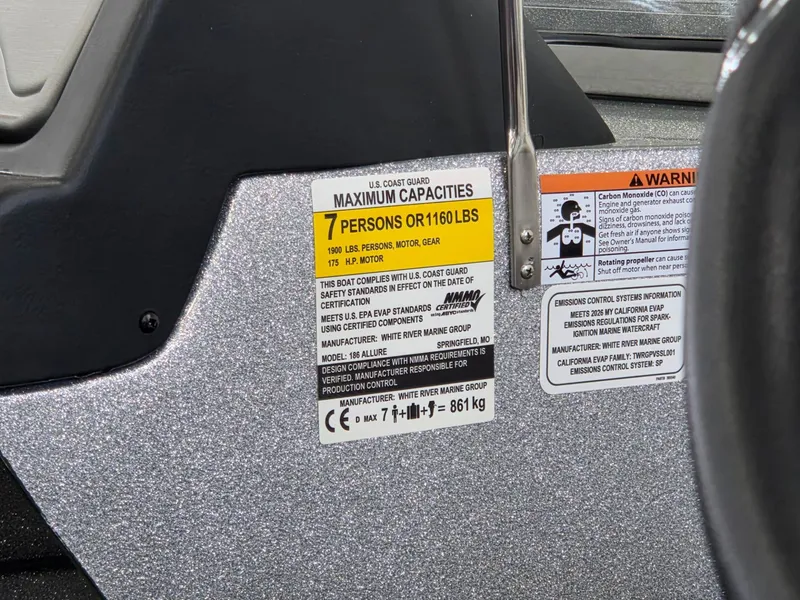 U.S. COAST GUARD
MAXIMUM CAPACITIES
7 PERSONS OR 1160 LBS
1900 LBS. PERSONS, MOTOR, GEAR
175 H.P. MOTOR
THIS BOAT COMPLIES WITH U.S. COAST GUARD
SAFETY STANDARDS IN EFFECT ON THE DATE OF
CERTIFICATION
MEETS U.S. EPA EVAP STANDARDS
USING CERTIFIED COMPONENTS
NMMA
CERTIFIED
MANUFACTURER: WHITE RIVER MARINE GROUP
MODEL: 186 ALLURE SPRINGFIELD, MO
DESIGN COMPLIANCE WITH NMMA REQUIREMENTS IS
VERIFIED. MANUFACTURER RESPONSIBLE FOR
PRODUCTION CONTROL
MANUFACTURER: WHITE RIVER MARINE GROUP
CE D MAX 7 + + = 861 kg
WARNI
Carbon Monoxide (CO) can cau
Engine and generator exhaust co
monoxide gas.
Signs of carbon monoxide poiso
dizziness, drowsiness, and lack o
Get fresh air if anyone shows sig
See Owner's Manual for informa
poisoning.
Rotating propeller can cause s
Shut off motor when near perso
EMISSIONS CONTROL SYSTEMS INFORMATION
MEETS 2026 MY CALIFORNIA EVAP
EMISSIONS REGULATIONS FOR SPARK-
IGNITION MARINE WATERCRAFT
MANUFACTURER: WHITE RIVER MARINE GROUP
CALIFORNIA EVAP FAMILY: TWRGPVSSL001
EMISSIONS CONTROL SYSTEM: SP